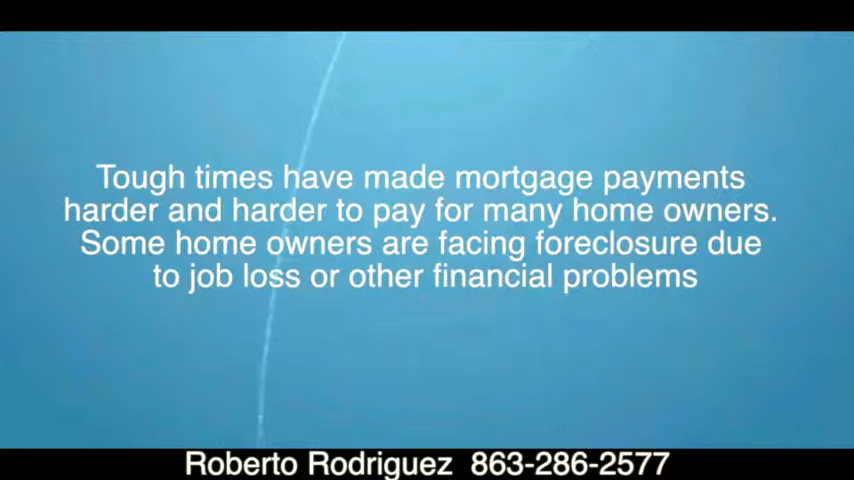 Tough times have made mortgage payments
harder and harder to pay for many home owners.
Some home owners are facing foreclosure due
to job loss or other financial problems
Roberto Rodriguez  863-286-2577